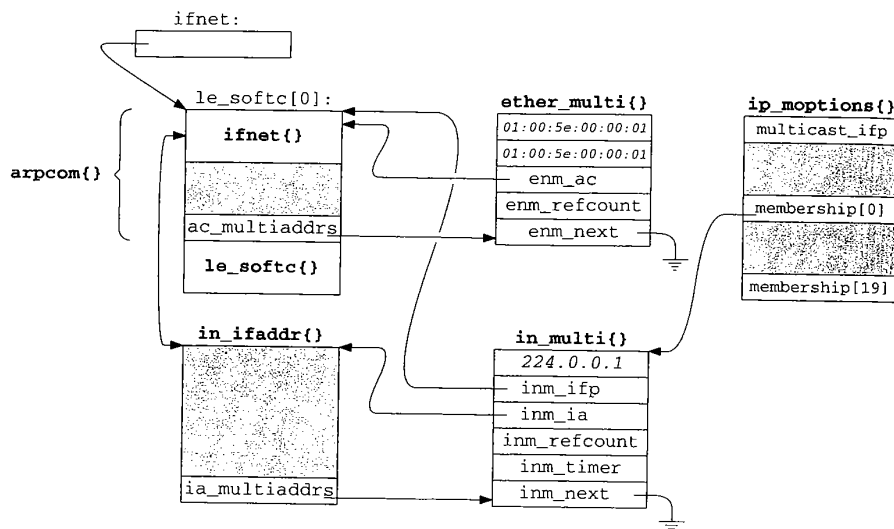 ifnet:
le_softc[0]:
arpcom{}
ifnet{}
ac_multiaddrs
le_softc{}
ether_multi{}
01:00:5e:00:00:01
01:00:5e:00:00:01
enm_ac
enm_refcount
enm_next
ip_moptions{}
multicast_ifp
membership[0]
membership[19]
in_ifaddr{}
ia_multiaddrs
in_multi{}
224.0.0.1
inm_ifp
inm_ia
inm_refcount
inm_timer
inm_next